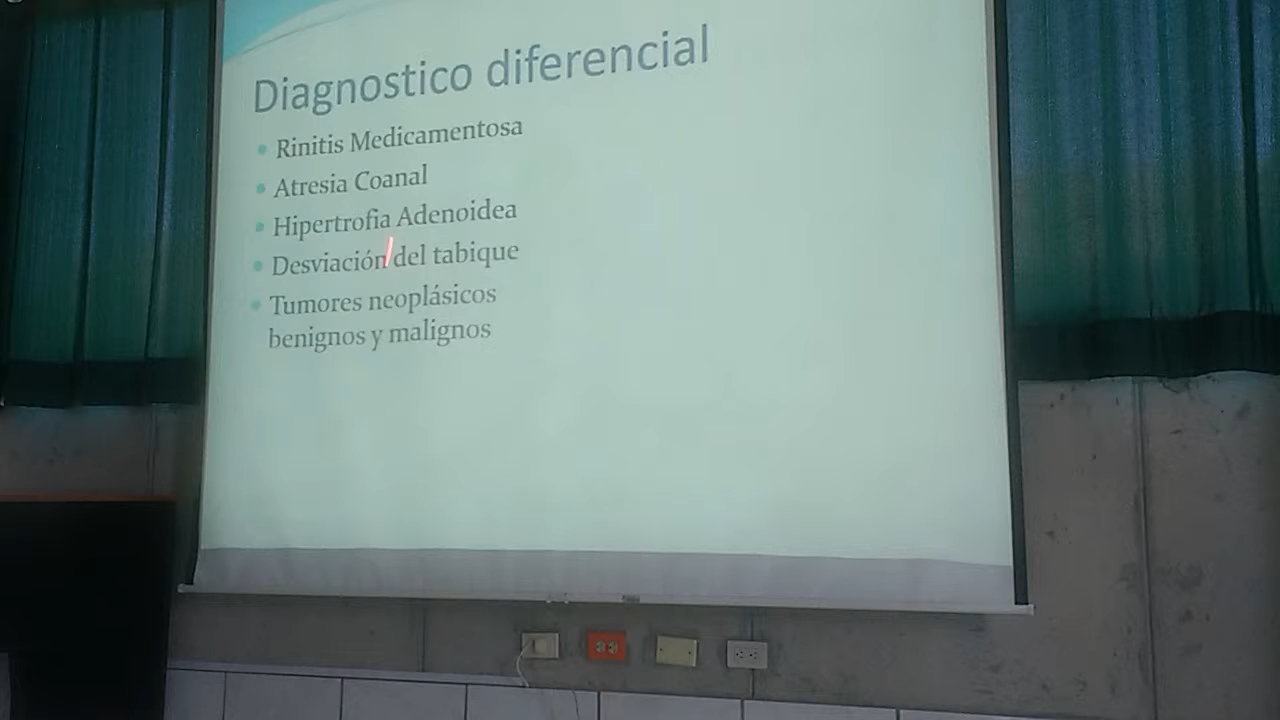 Diagnostico diferencial
• Rinitis Medicamentosa
• Atresia Coanal
• Hipertrofia Adenoidea
• Desviación del tabique
• Tumores neoplásicos
benignos y malignos